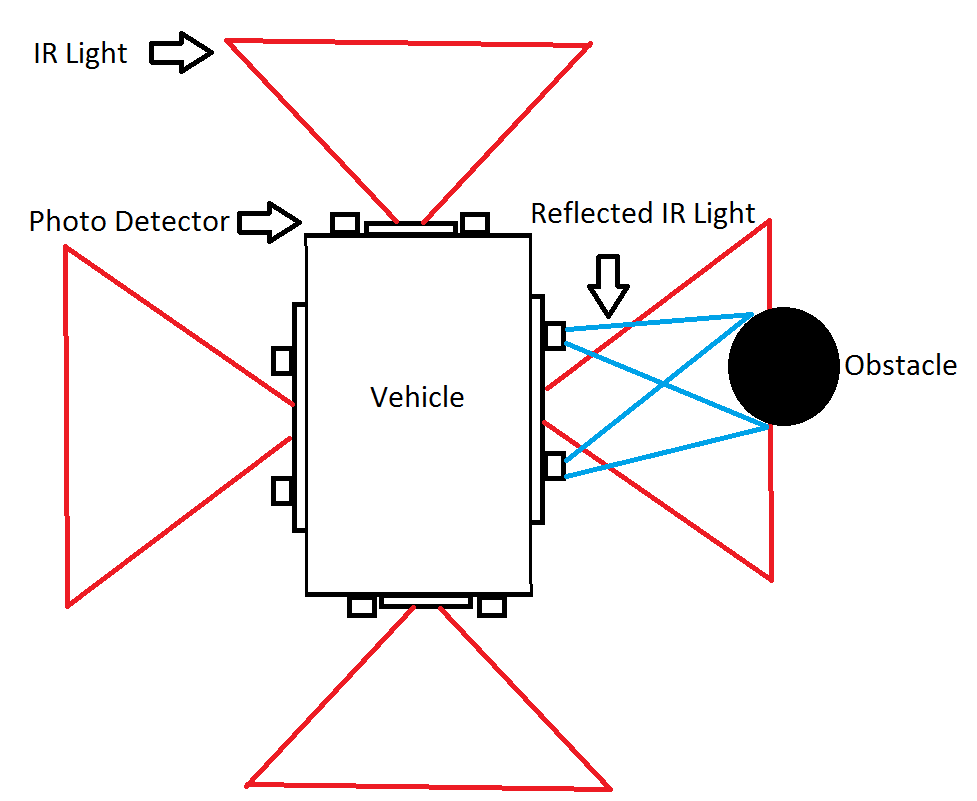 IR Light
Photo Detector
Reflected IR Light
Vehicle
Obstacle